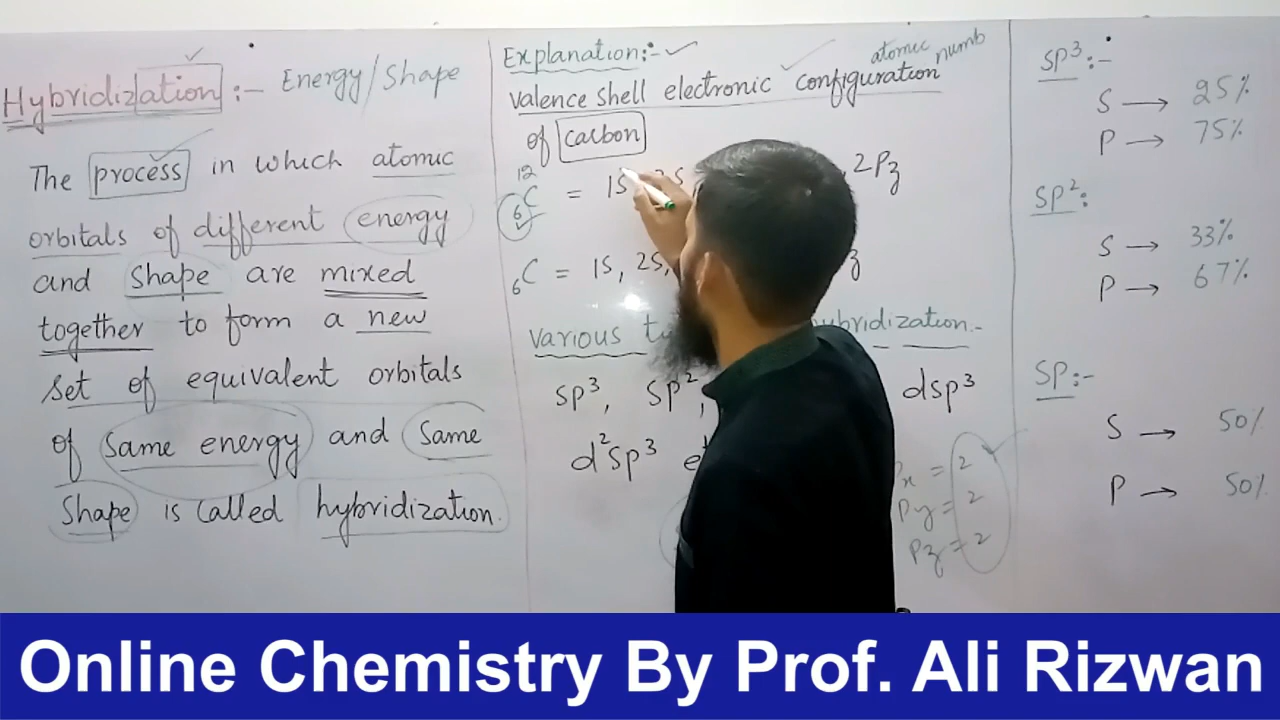 Hybridization :- Energy/Shape
The process in which atomic
orbitals of different energy
and shape are mixed
together to form a new
set of equivalent orbitals
of same energy and same
shape is called hybridization.
Explanation:-
atomic numb
Valence shell electronic configuration
of carbon
12
6C = 1S, 2S, , 2Pz
6C = 1S, 2S, z
Various hybridization.-
sp3, sp2, dsp3
d2sp3
Px = 2
Py = 2
Pz = 2
SP3:-
S → 25%
P → 75%
SP2:
S → 33%
P → 67%
SP:-
S → 50%
P → 50%
Online Chemistry By Prof. Ali Rizwan